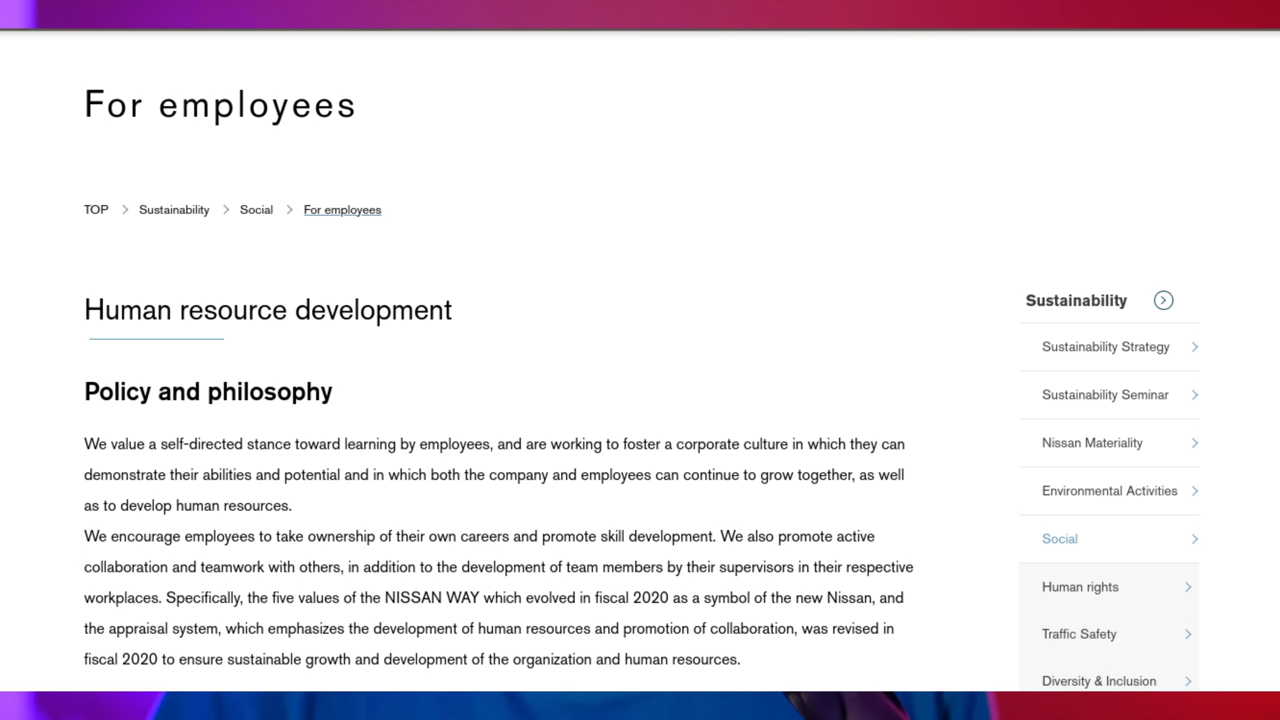 For employees
TOP > Sustainability > Social > For employees
Human resource development
Policy and philosophy
We value a self-directed stance toward learning by employees, and are working to foster a corporate culture in which they can
demonstrate their abilities and potential and in which both the company and employees can continue to grow together, as well
as to develop human resources.
We encourage employees to take ownership of their own careers and promote skill development. We also promote active
collaboration and teamwork with others, in addition to the development of team members by their supervisors in their respective
workplaces. Specifically, the five values of the NISSAN WAY which evolved in fiscal 2020 as a symbol of the new Nissan, and
the appraisal system, which emphasizes the development of human resources and promotion of collaboration, was revised in
fiscal 2020 to ensure sustainable growth and development of the organization and human resources.
Sustainability
Sustainability Strategy
Sustainability Seminar
Nissan Materiality
Environmental Activities
Social
Human rights
Traffic Safety
Diversity & Inclusion